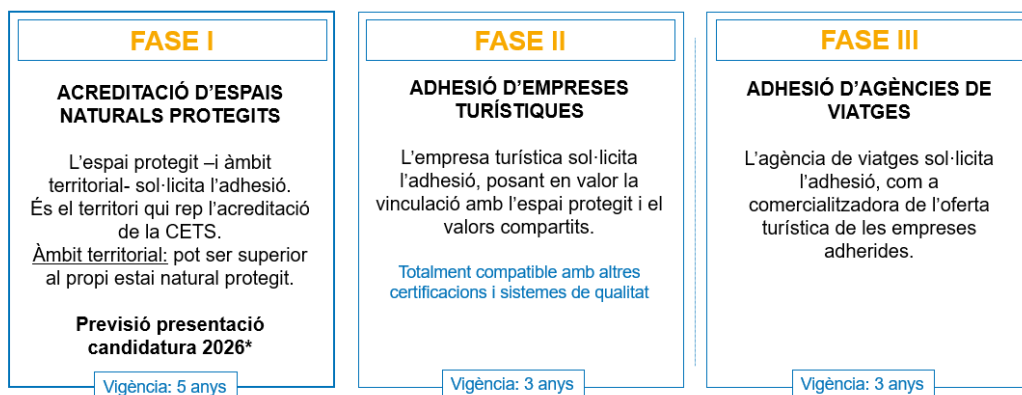 FASE I
ACREDITACIÓ D'ESPAIS
NATURALS PROTEGITS
L'espai protegit –i àmbit
territorial- sol·licita l'adhesió.
És el territori qui rep l'acreditació
de la CETS.
Àmbit territorial: pot ser superior
al propi estai natural protegit.
Previsió presentació
candidatura 2026*
Vigència: 5 anys
FASE II
ADHESIÓ D'EMPRESES
TURÍSTIQUES
L'empresa turística sol·licita
l'adhesió, posant en valor la
vinculació amb l'espai protegit i el
valors compartits.
Totalment compatible amb altres
certificacions i sistemes de qualitat
Vigència: 3 anys
FASE III
ADHESIÓ D'AGÈNCIES DE
VIATGES
L'agència de viatges sol·licita
l'adhesió, com a
comercialitzadora de l'oferta
turística de les empreses
adherides.
Vigència: 3 anys